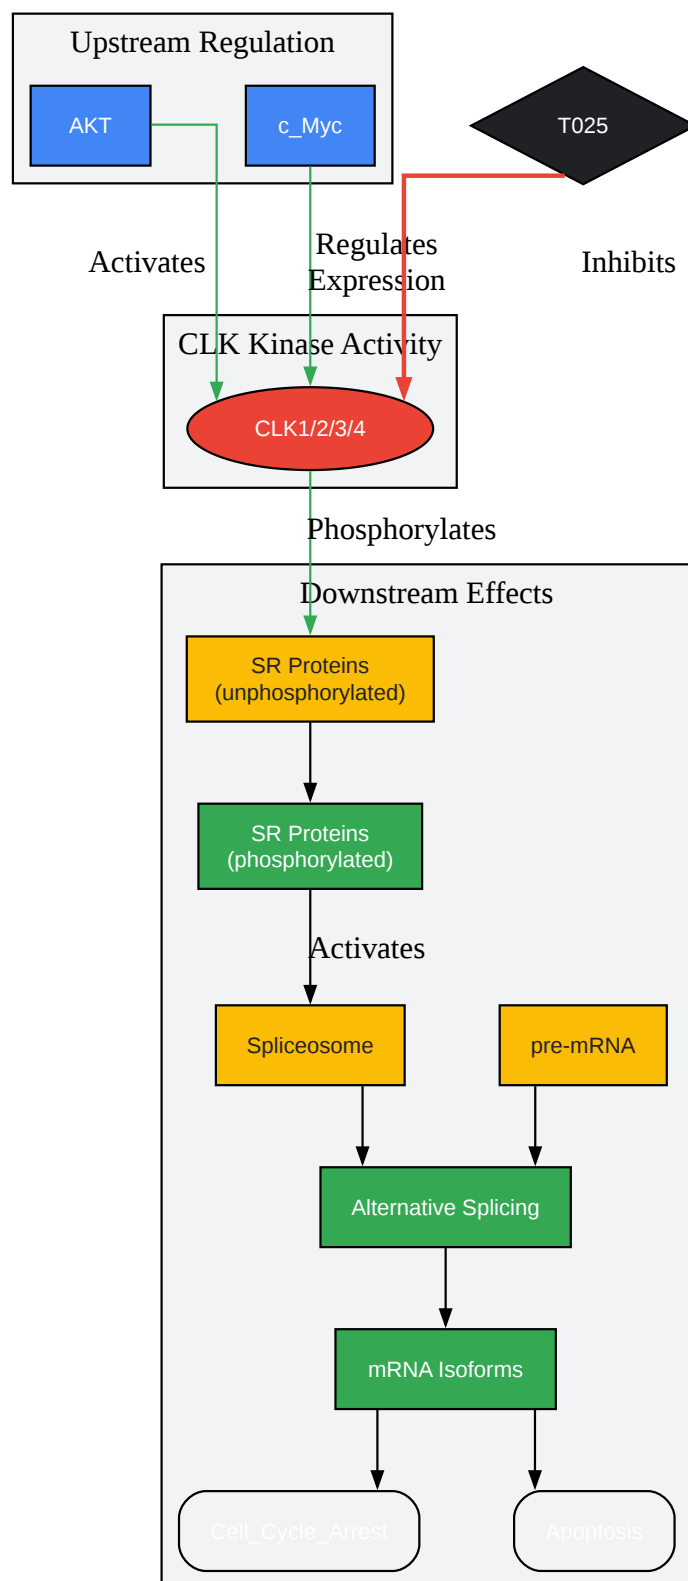 Upstream Regulation
AKT
c_Myc
T025
Activates
Regulates
Expression
Inhibits
CLK Kinase Activity
CLK1/2/3/4
Phosphorylates
Downstream Effects
SR Proteins
(unphosphorylated)
SR Proteins
(phosphorylated)
Activates
Spliceosome
pre-mRNA
Alternative Splicing
mRNA Isoforms
Cell_Cycle_Arrest
Apoptosis